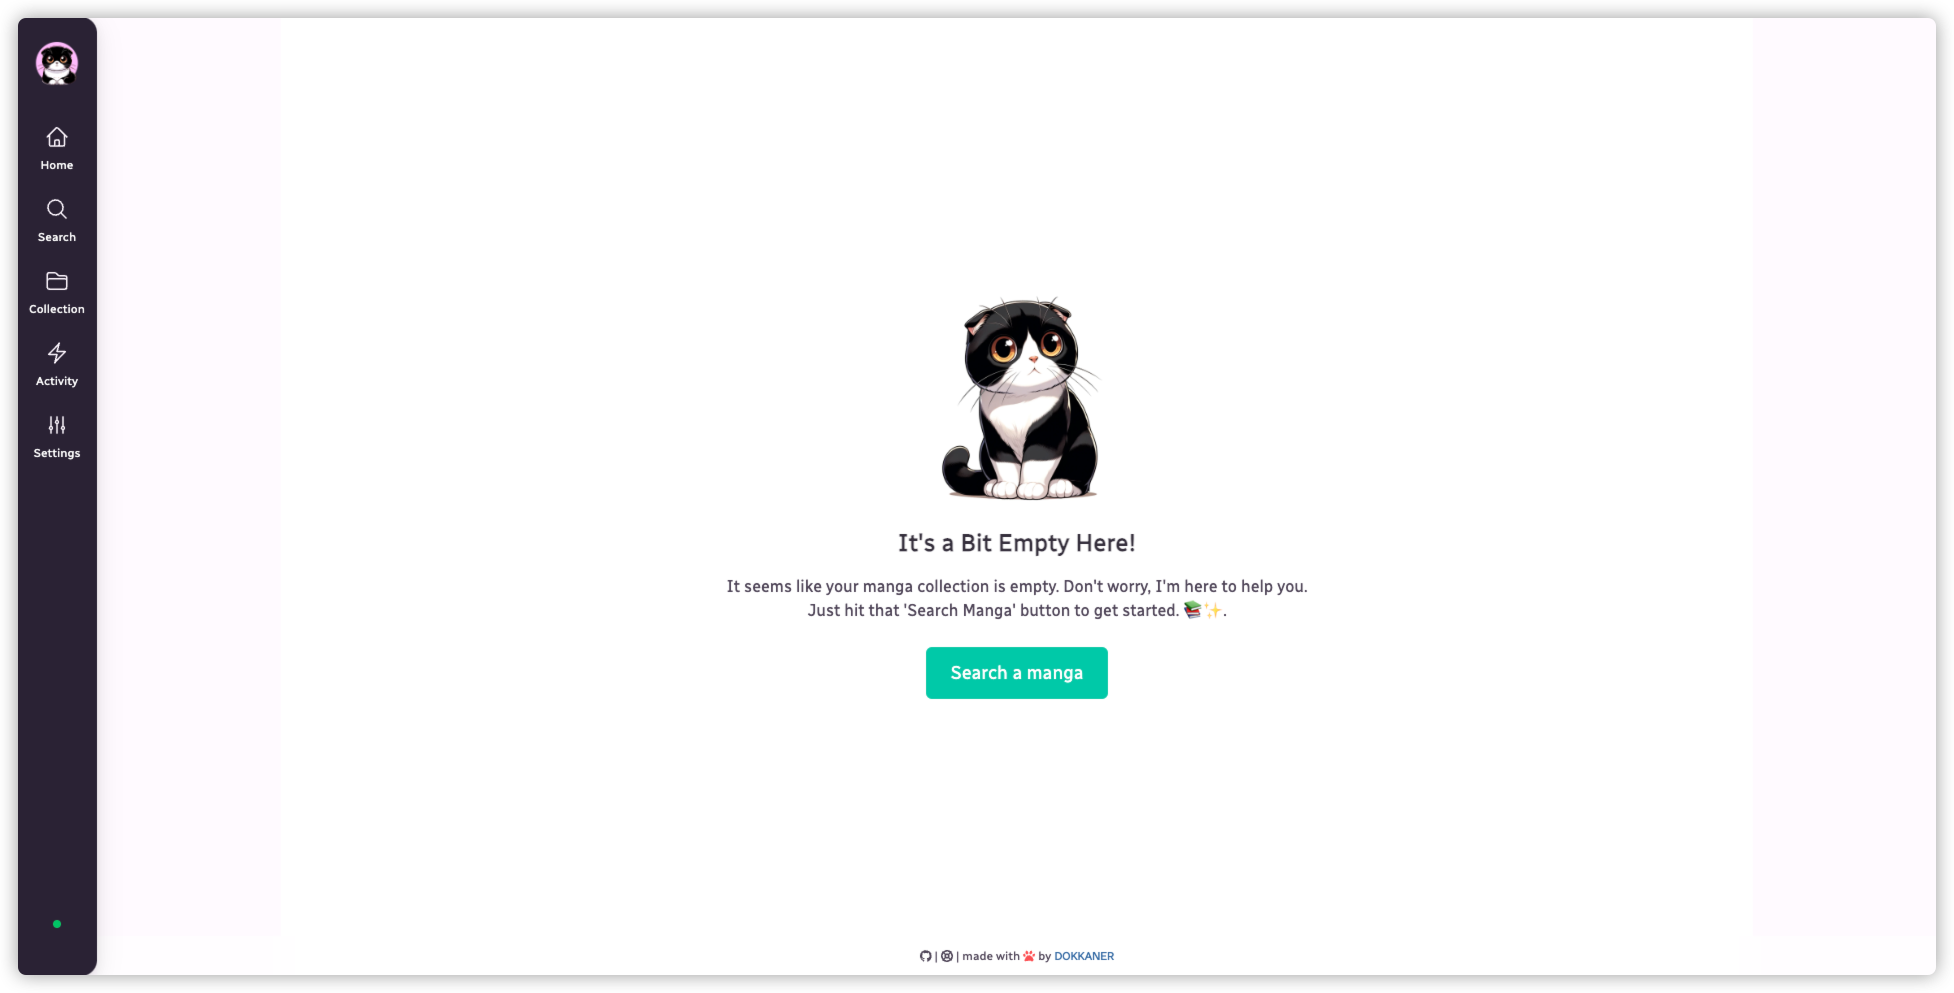 Home
Search
Collection
Activity
Settings
It's a Bit Empty Here!
It seems like your manga collection is empty. Don't worry, I'm here to help you.
Just hit that 'Search Manga' button to get started. 📚✨.
Search a manga
| | made with 🐾 by DOKKANER